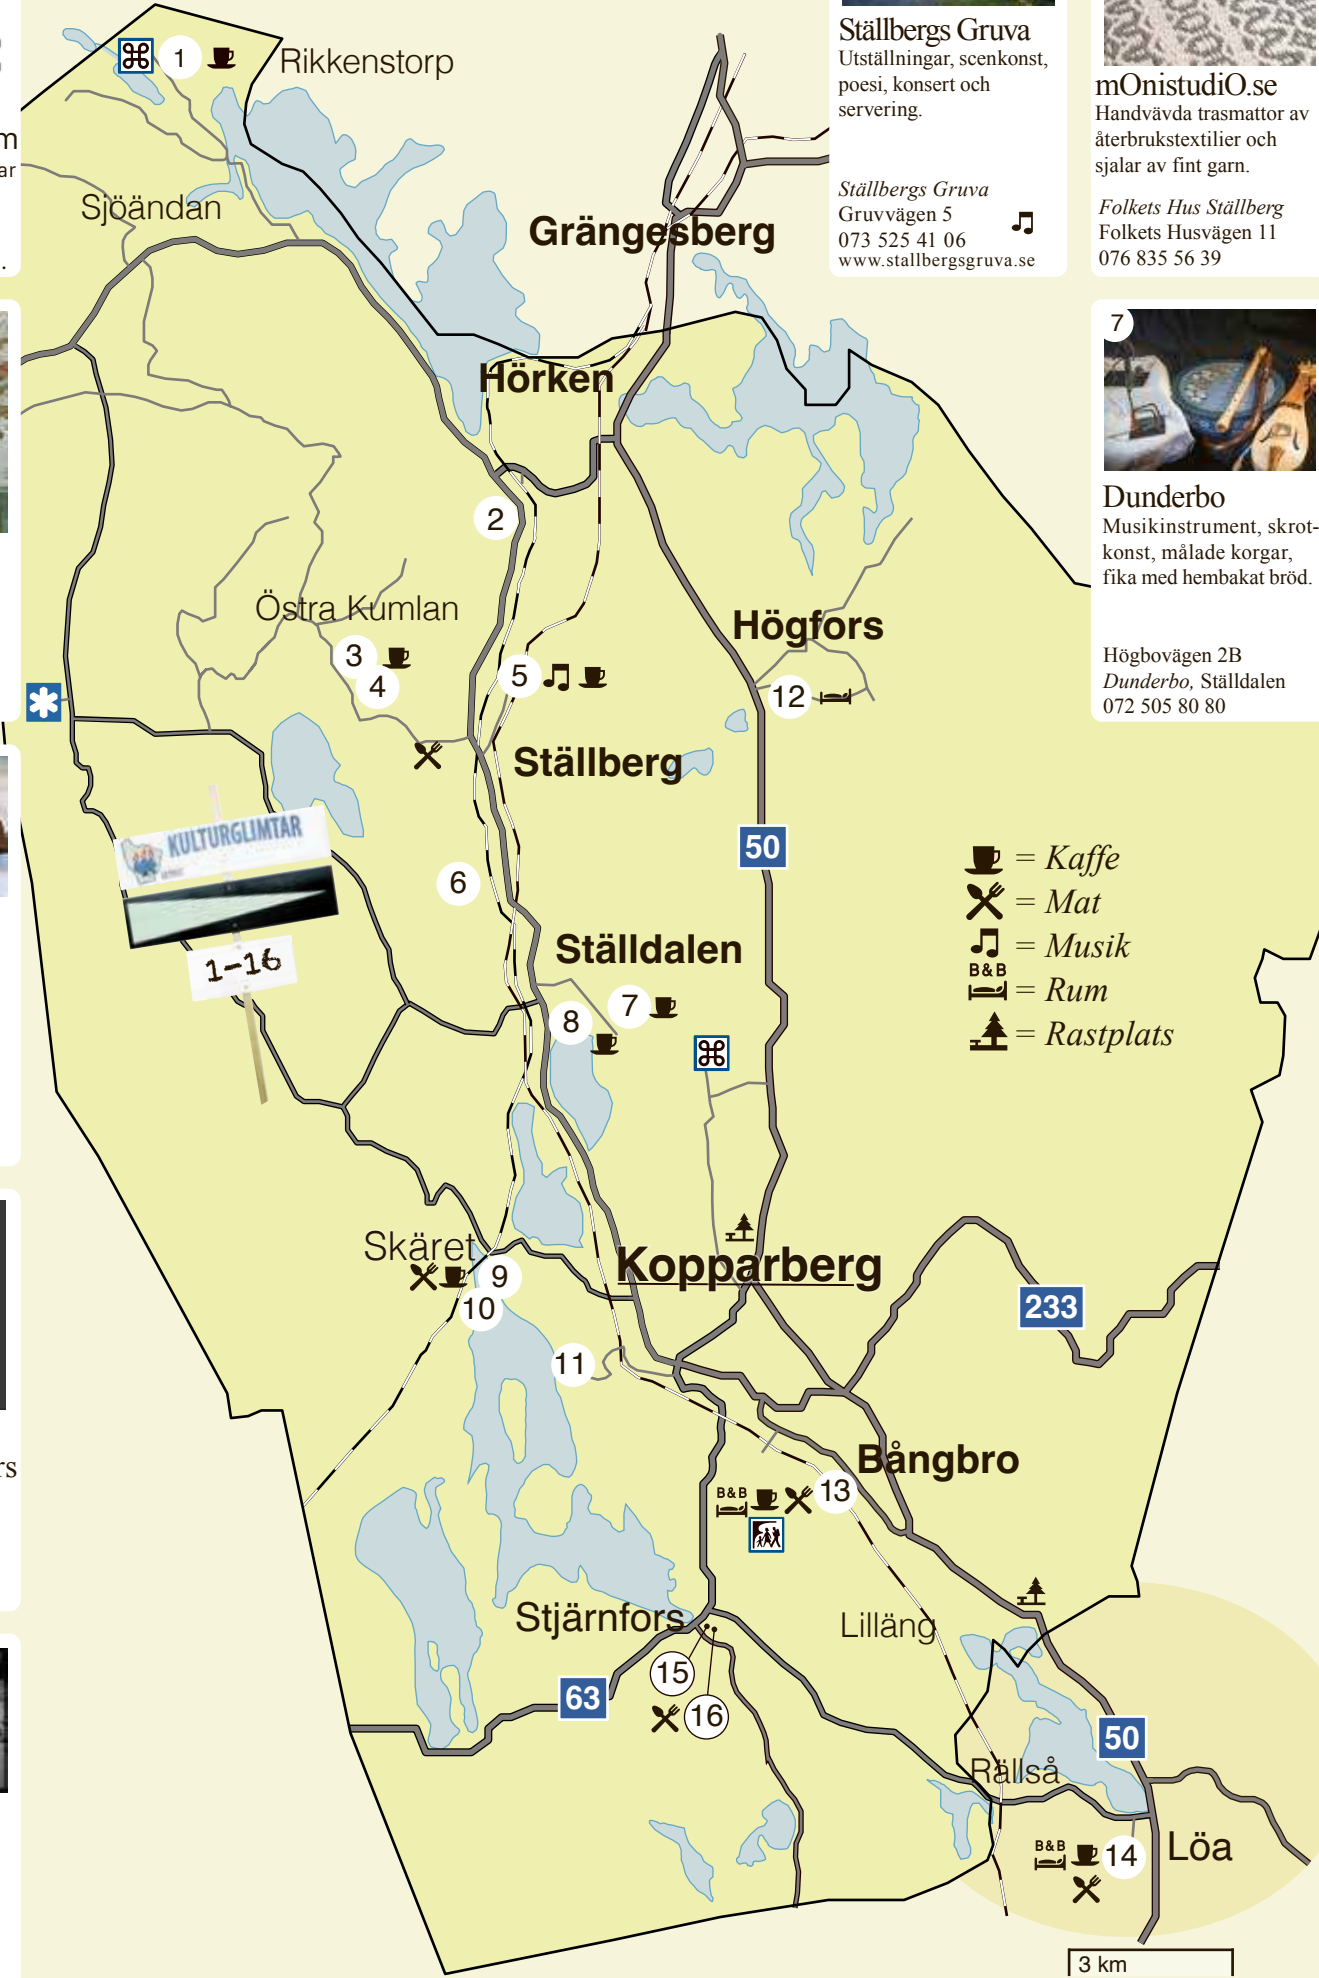 m
ar
.
rs
Ställbergs Gruva
Utställningar, scenkonst,
poesi, konsert och
servering.
Ställbergs Gruva
Gruvvägen 5
073 525 41 06
www.stallbergsgruva.se
mOnistudiO.se
Handvävda trasmattor av
återbrukstextilier och
sjalar av fint garn.
Folkets Hus Ställberg
Folkets Husvägen 11
076 835 56 39
7
Dunderbo
Musikinstrument, skrot-
konst, målade korgar,
fika med hembakat bröd.
Högbovägen 2B
Dunderbo, Ställdalen
072 505 80 80
1
Rikkenstorp
Sjöändan
Grängesberg
Hörken
2
Östra Kumlan
3
4
5
Högfors
12
Ställberg
50
KULTURGLIMTAR
1-16
6
Ställdalen
7
8
= Kaffe
= Mat
= Musik
B&B
= Rum
= Rastplats
Skäret
9
10
Kopparberg
233
11
Bångbro
B&B
13
Stjärnfors
Lilläng
15
16
63
50
Rällså
B&B
14
Löa
3 km